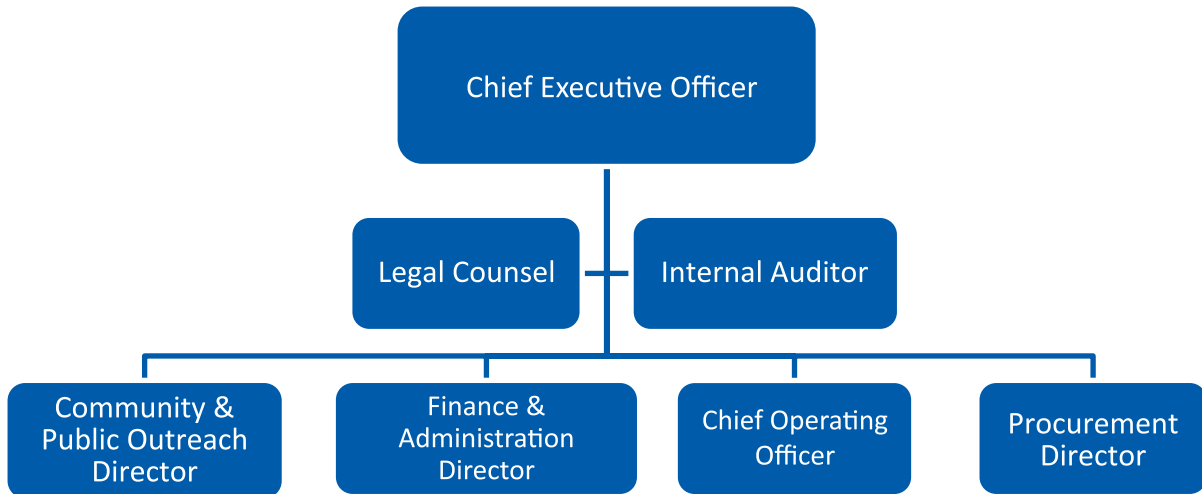 Chief Executive Officer
Legal Counsel
Internal Auditor
Community &
Public Outreach
Director
Finance &
Administration
Director
Chief Operating
Officer
Procurement
Director